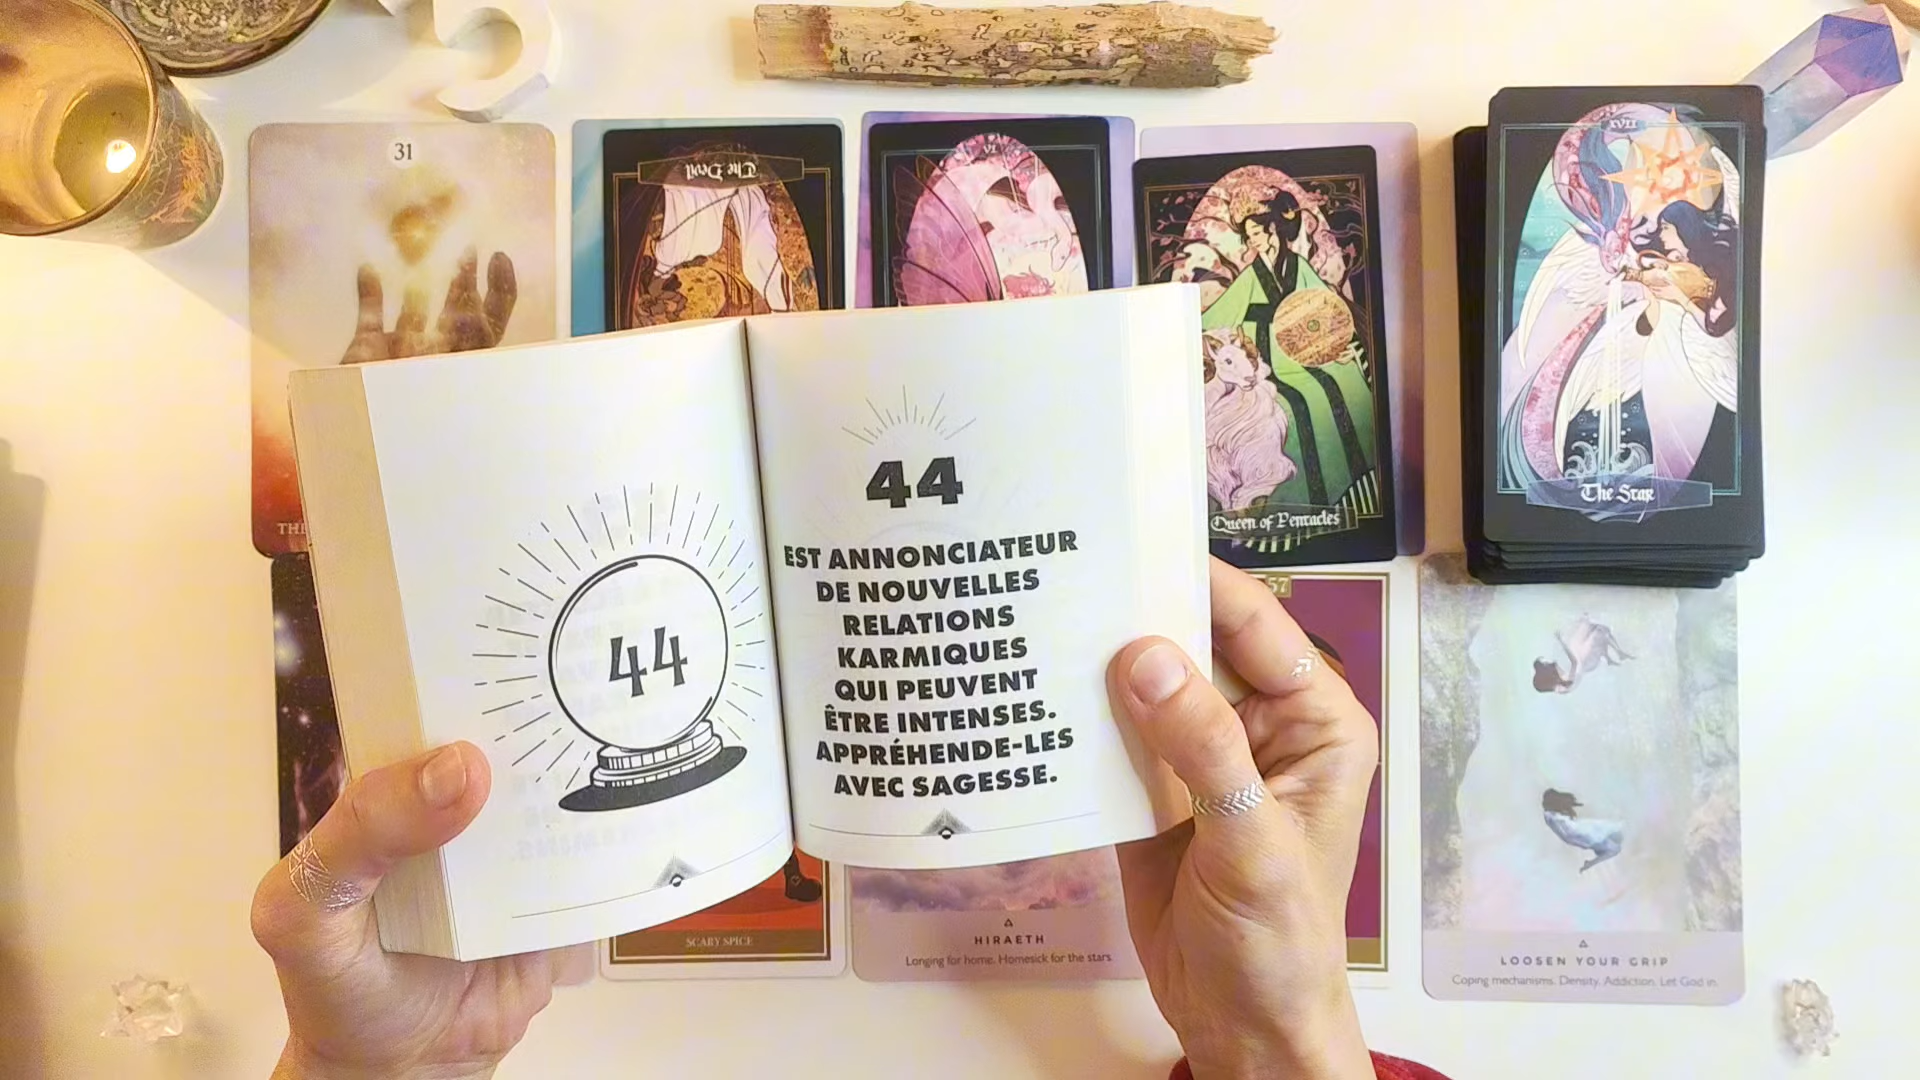 31
The Devil
VI
XVII
The Star
Queen of Pentacles
THE
44
44
EST ANNONCIATEUR
DE NOUVELLES
RELATIONS
KARMIQUES
QUI PEUVENT
ÊTRE INTENSES.
APPRÉHENDE-LES
AVEC SAGESSE.
57
SCARY SPICE
HIRAETH
Longing for home. Homesick for the stars.
LOOSEN YOUR GRIP
Coping mechanisms. Density. Addiction. Let God in.